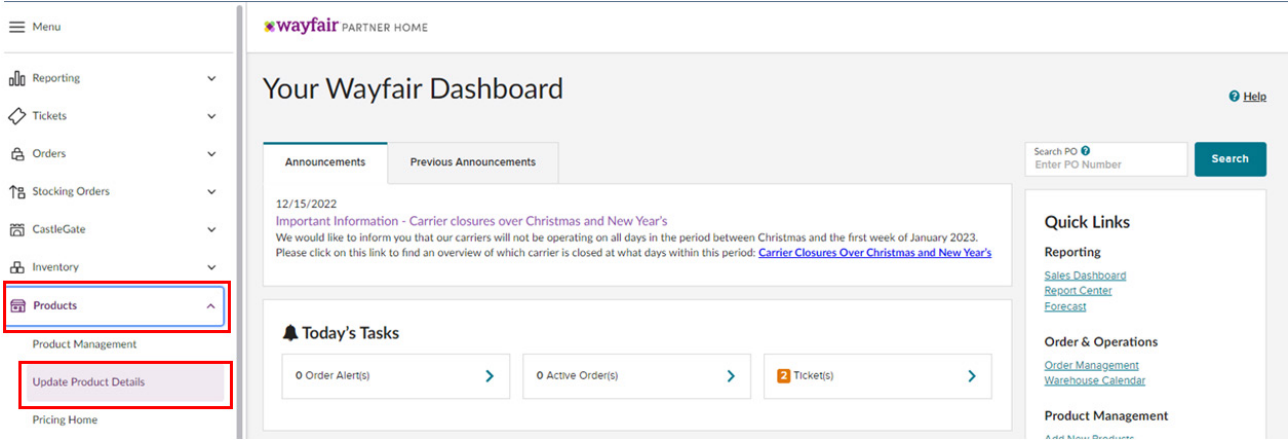 Menu
Reporting
Tickets
Orders
Stocking Orders
CastleGate
Inventory
Products
Product Management
Update Product Details
Pricing Home
wayfair PARTNER HOME
Your Wayfair Dashboard
Help
Announcements
Previous Announcements
12/15/2022
Important Information - Carrier closures over Christmas and New Year's
We would like to inform you that our carriers will not be operating on all days in the period between Christmas and the first week of January 2023.
Please click on this link to find an overview of which carrier is closed at what days within this period: Carrier Closures Over Christmas and New Year's
Today's Tasks
0 Order Alert(s)
0 Active Order(s)
2 Ticket(s)
Search PO
Enter PO Number
Search
Quick Links
Reporting
Sales Dashboard
Report Center
Forecast
Order & Operations
Order Management
Warehouse Calendar
Product Management
Add New Products